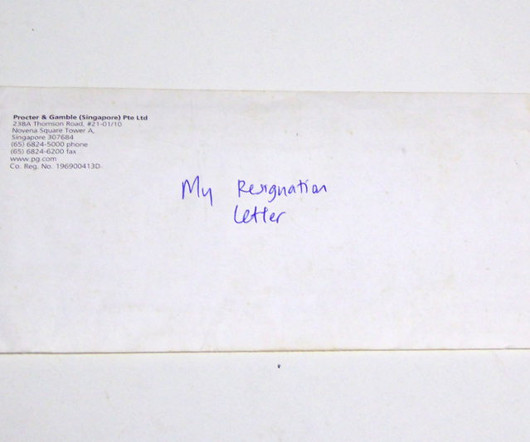 Procter & Gamble (Singapore) Pte Ltd
238A Thomson Road, #21-01/10
Novena Square Tower A,
Singapore 307684
(65) 6824-5000 phone
(65) 6824-6200 fax
www.pg.com
Co. Reg. No. 196900413D.
My Resignation
Letter